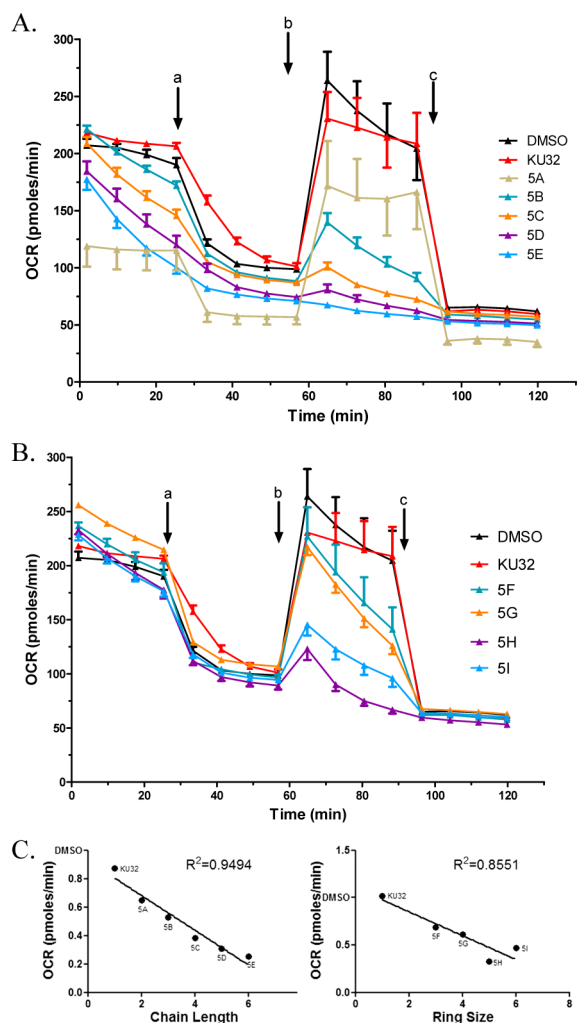 A.
300
250
200
150
100
50
0
OCR (pmoles/min)
a
b
c
DMSO
KU32
5A
5B
5C
5D
5E
0 20 40 60 80 100 120
Time (min)
B.
300
250
200
150
100
50
0
OCR (pmoles/min)
a
b
c
DMSO
KU32
5F
5G
5H
5I
0 20 40 60 80 100 120
Time (min)
C.
DMSO
0.8
0.6
0.4
0.2
0.0
OCR (pmoles/min)
R²=0.9494
KU32
5A
5B
5C
5D
5E
0 2 4 6 8
Chain Length
1.5
DMSO
0.5
0.0
OCR (pmoles/min)
R²=0.8551
KU32
5F
5G
5H
5I
0 2 4 6 8
Ring Size